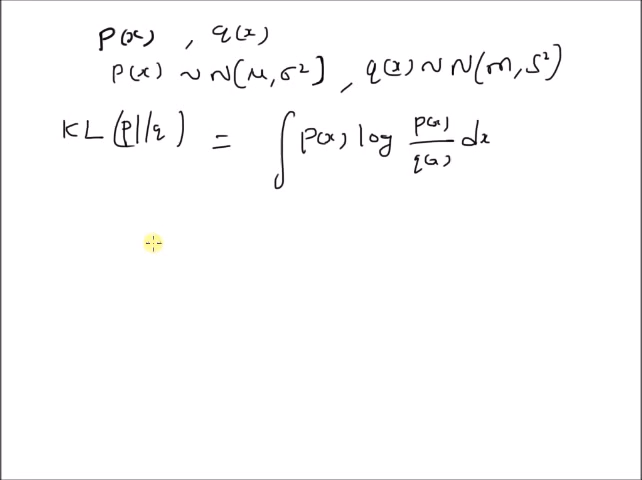 P(x) , q(x)
P(x) ~ N(μ, σ²] , q(x) ~ N(m, S²)
KL (p||q) = ∫ P(x) log P(x)/q(x) dx